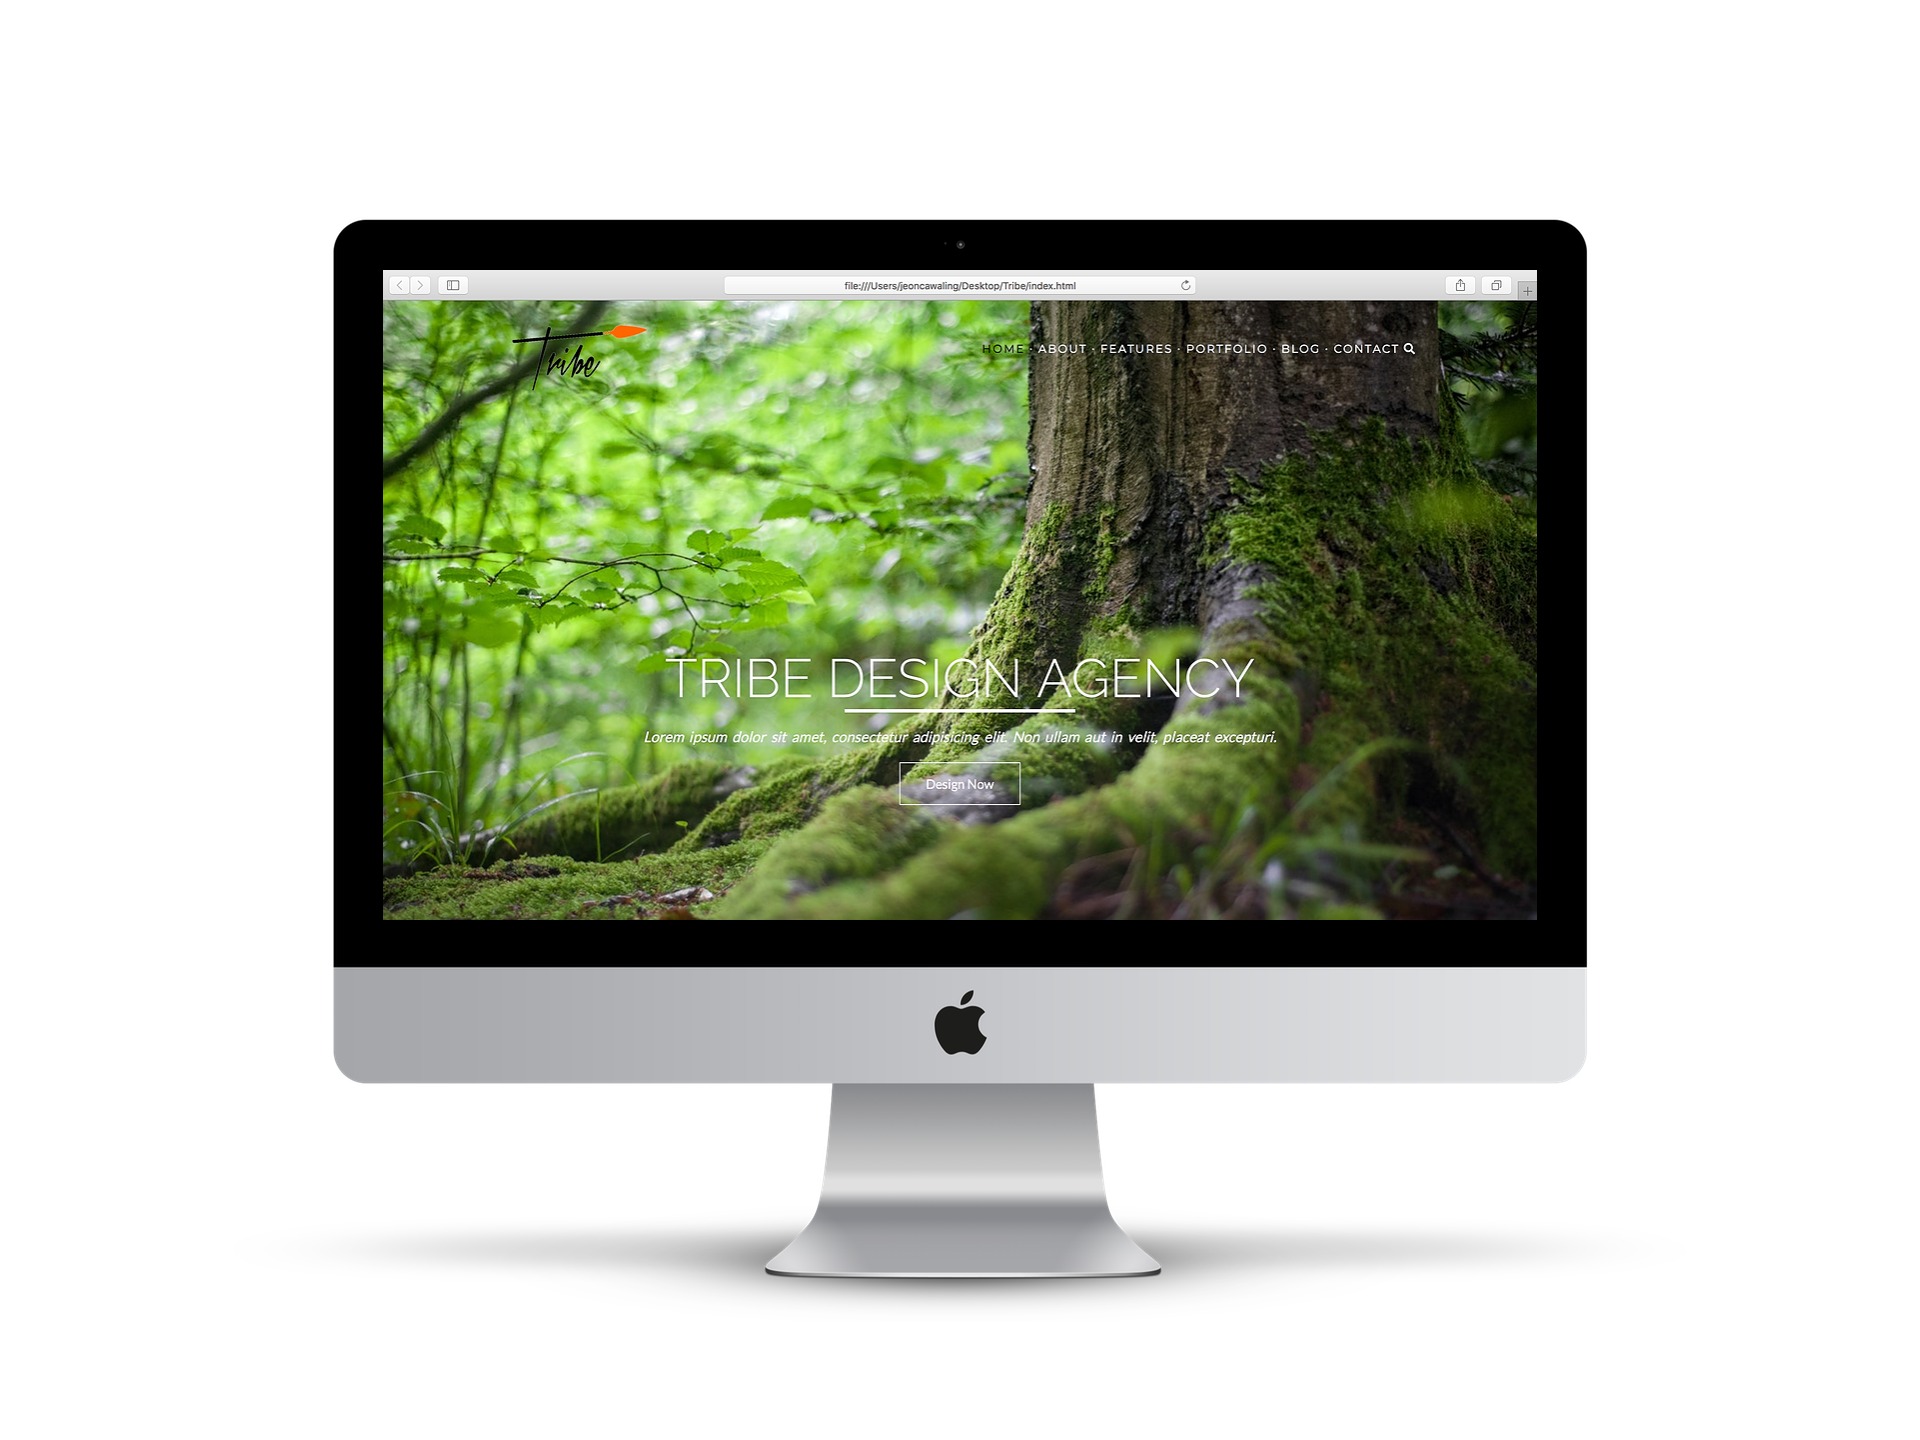 file:///Users/jeoncawaling/Desktop/Tribe/index.html
Tribe
HOME · ABOUT · FEATURES · PORTFOLIO · BLOG · CONTACT
TRIBE DESIGN AGENCY
Lorem ipsum dolor sit amet, consectetur adipisicing elit. Non ullam aut in velit, placeat excepturi.
Design Now